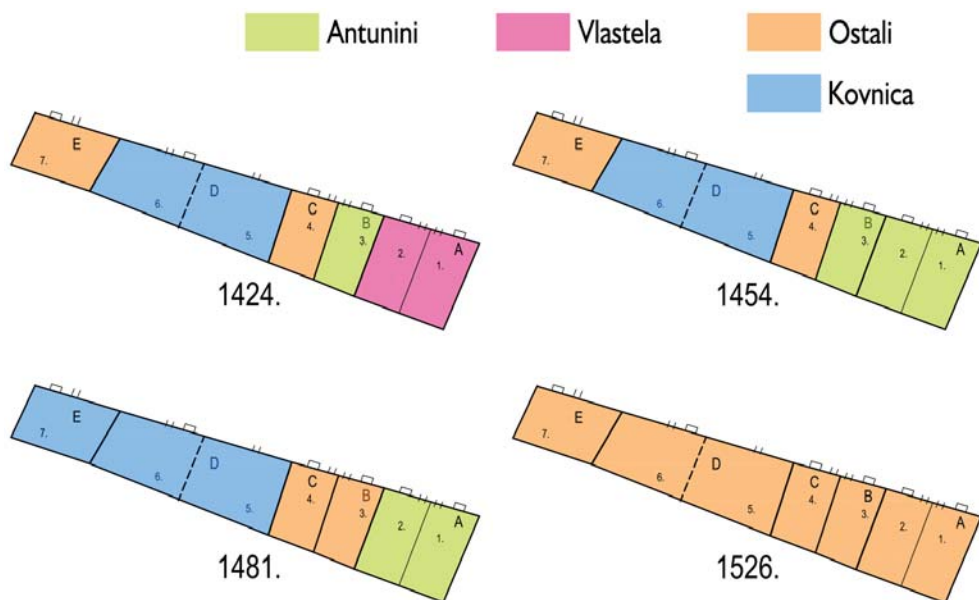 Antunini Vlastela Ostali
Kovnica
E
7.
6.
D
5.
C
4.
B
3.
2.
A
1.
1424.
E
7.
6.
D
5.
C
4.
B
3.
2.
A
1.
1454.
E
7.
6.
D
5.
C
4.
B
3.
2.
A
1.
1481.
E
7.
6.
D
5.
C
4.
B
3.
2.
A
1.
1526.